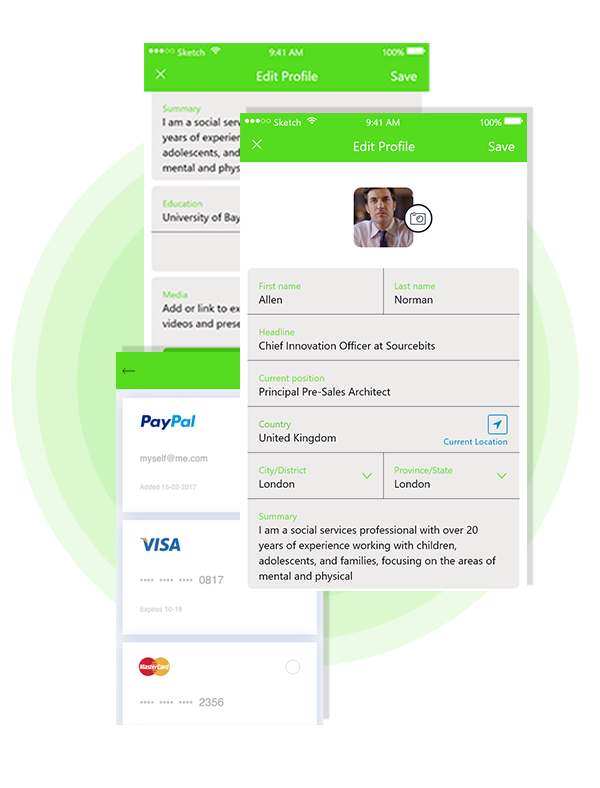 Sketch 9:41 AM 100%
Edit Profile Save
Summary
I am a social serv
years of experienc
adolescents, and
mental and phys
Education
University of Bay
Media
Add or link to ex
videos and prese
Sketch 9:41 AM 100%
Edit Profile Save
First name Last name
Allen Norman
Headline
Chief Innovation Officer at Sourcebits
Current position
Principal Pre-Sales Architect
Country
United Kingdom
Current Location
City/District Province/State
London London
Summary
I am a social services professional with over 20
years of experience working with children,
adolescents, and families, focusing on the areas of
mental and physical
PayPal
myself@me.com
Added 15-02-2017
VISA
•••• •••• •••• 0817
Expires 10-19
MasterCard
•••• •••• •••• 2356